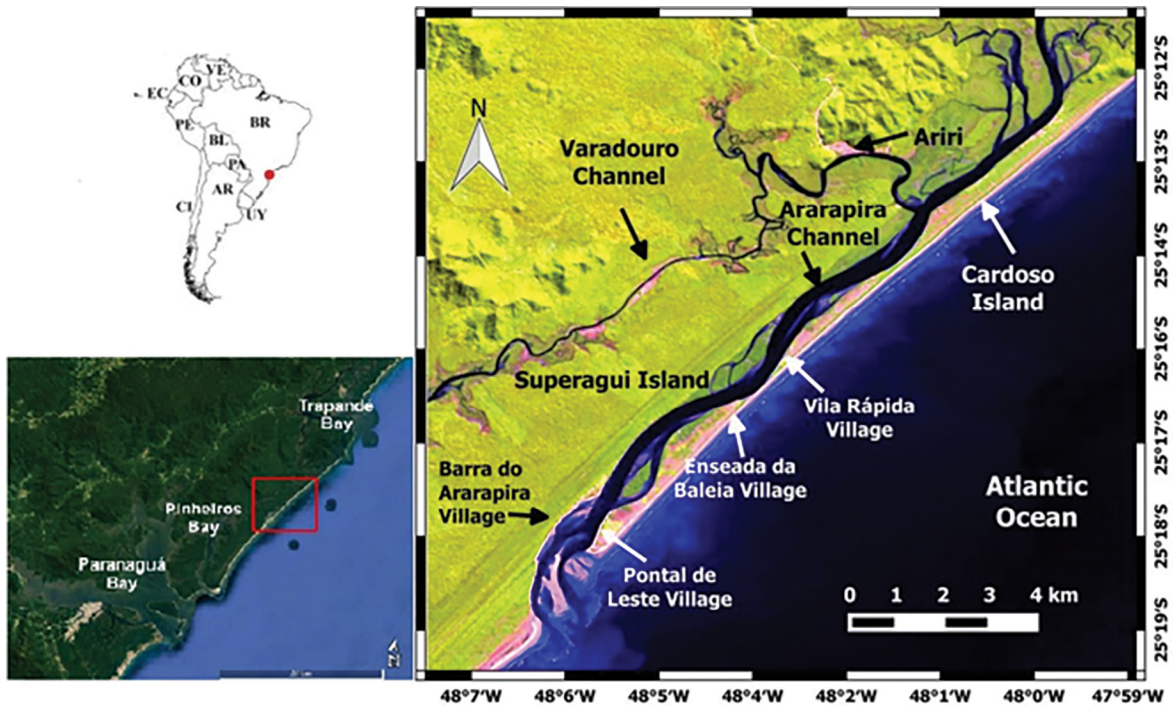 VE
CO
EC
PE
BR
BL
PA
AR
CI
UY
Trapande
Bay
Pinheiros
Bay
Paranaguá
Bay
N
N
Varadouro
Channel
Ariri
Ararapira
Channel
Cardoso
Island
Superagui Island
Vila Rápida
Village
Enseada da
Baleia Village
Barra do
Ararapira
Village
Pontal de
Leste Village
Atlantic
Ocean
0 1 2 3 4 km
25°12'S
25°13'S
25°14'S
25°16'S
25°17'S
25°18'S
25°19'S
48°7'W 48°6'W 48°5'W 48°4'W 48°2'W 48°1'W 48°0'W 47°59'W